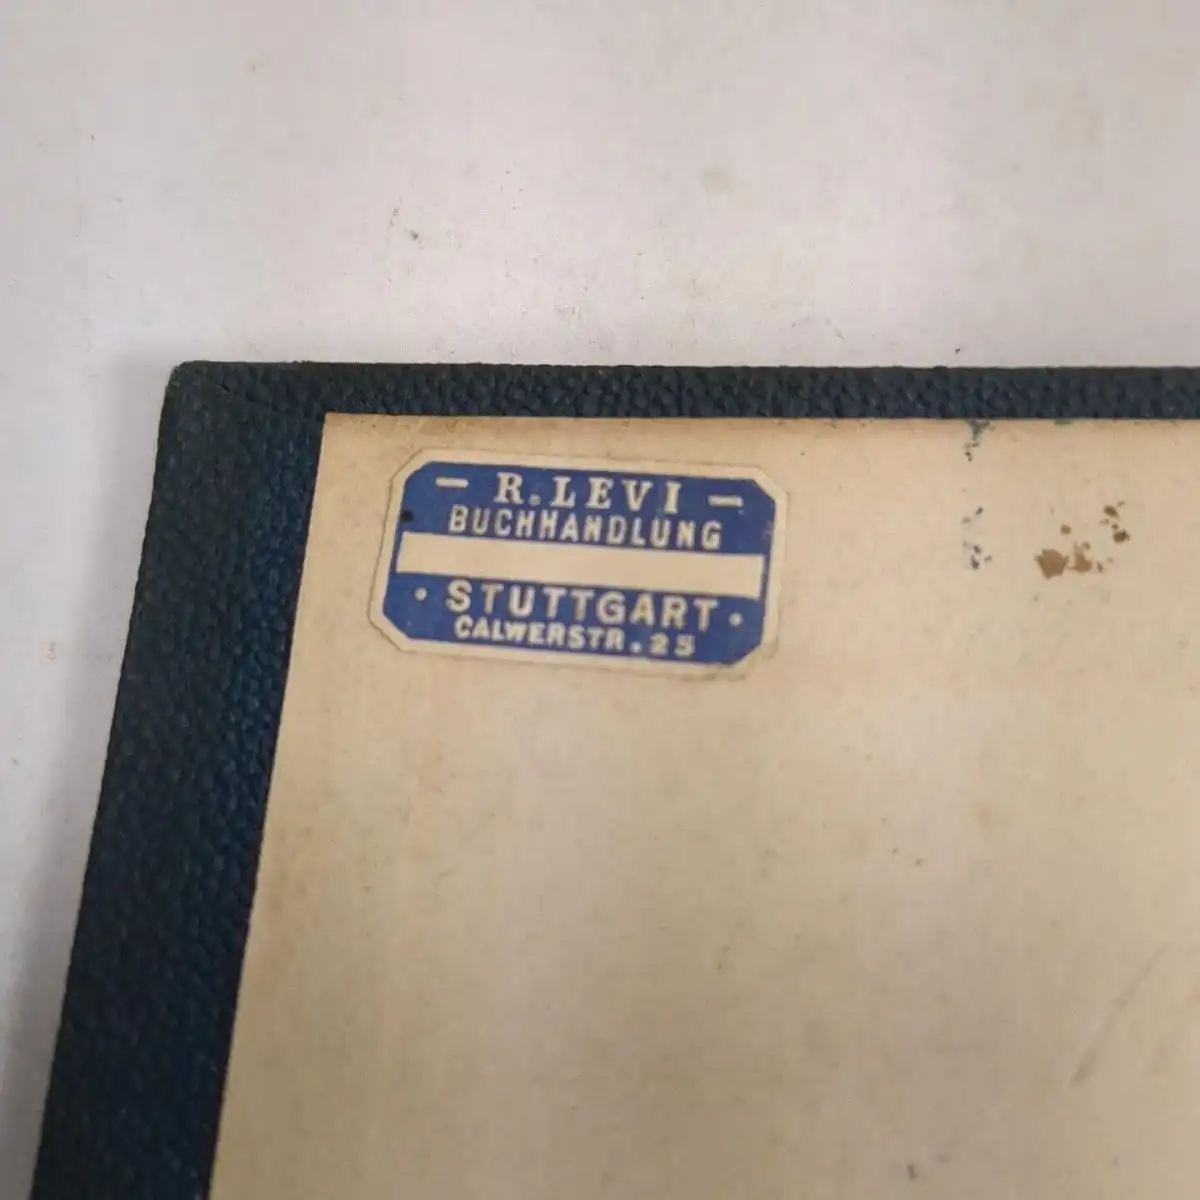 — R. LEVI —
BUCHHANDLUNG
· STUTTGART ·
CALWERSTR. 25